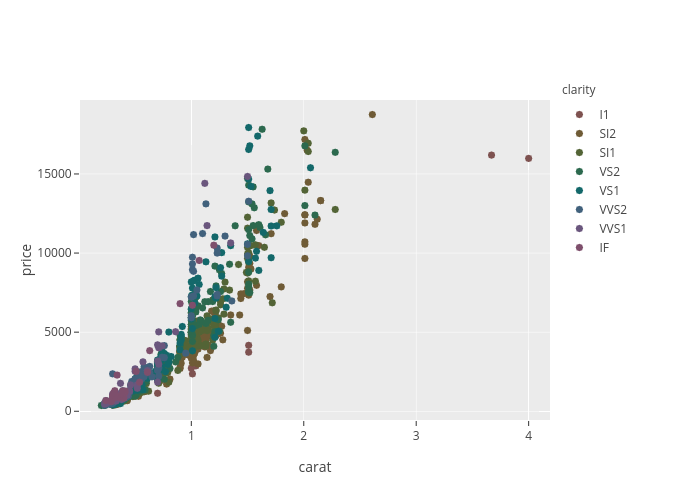 clarity
I1
SI2
SI1
VS2
VS1
VVS2
VVS1
IF
price
15000
10000
5000
0
1
2
3
4
carat